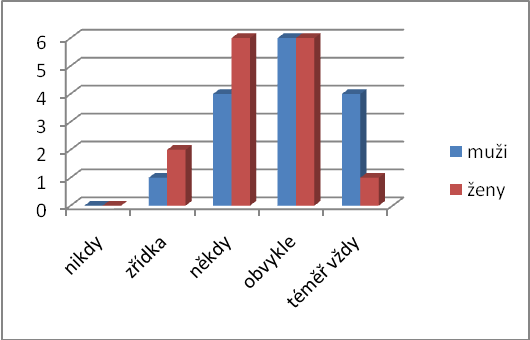 6
5
4
3
2
1
0
nikdy
zřídka
někdy
obvykle
téměř vždy
muži
ženy